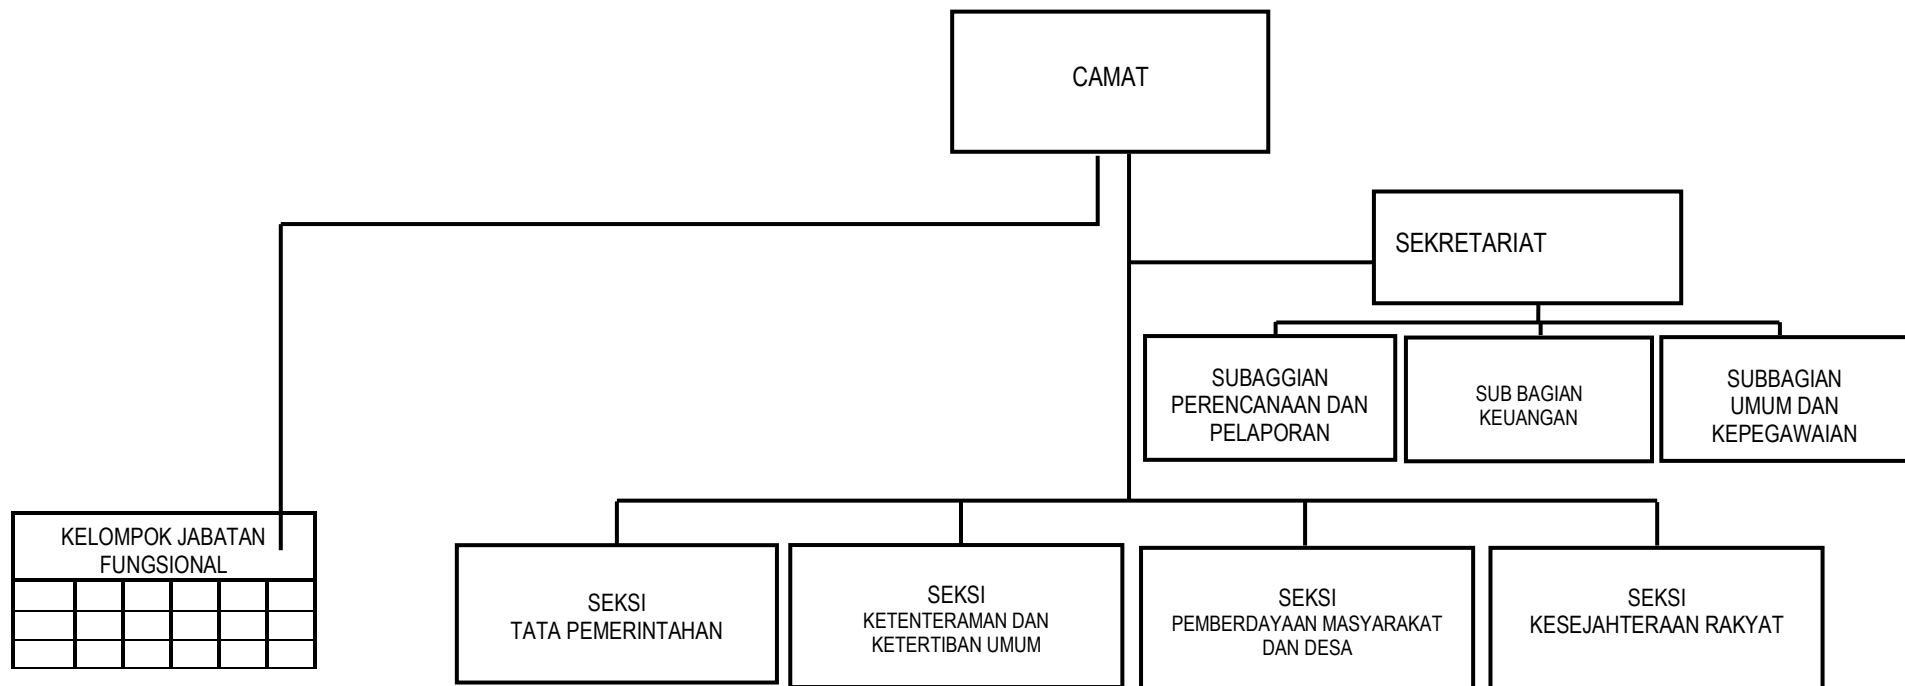 CAMAT
SEKRETARIAT
SUBAGGIAN
PERENCANAAN DAN
PELAPORAN
SUB BAGIAN
KEUANGAN
SUBBAGIAN
UMUM DAN
KEPEGAWAIAN
KELOMPOK JABATAN
FUNGSIONAL
SEKSI
TATA PEMERINTAHAN
SEKSI
KETENTERAMAN DAN
KETERTIBAN UMUM
SEKSI
PEMBERDAYAAN MASYARAKAT
DAN DESA
SEKSI
KESEJAHTERAAN RAKYAT